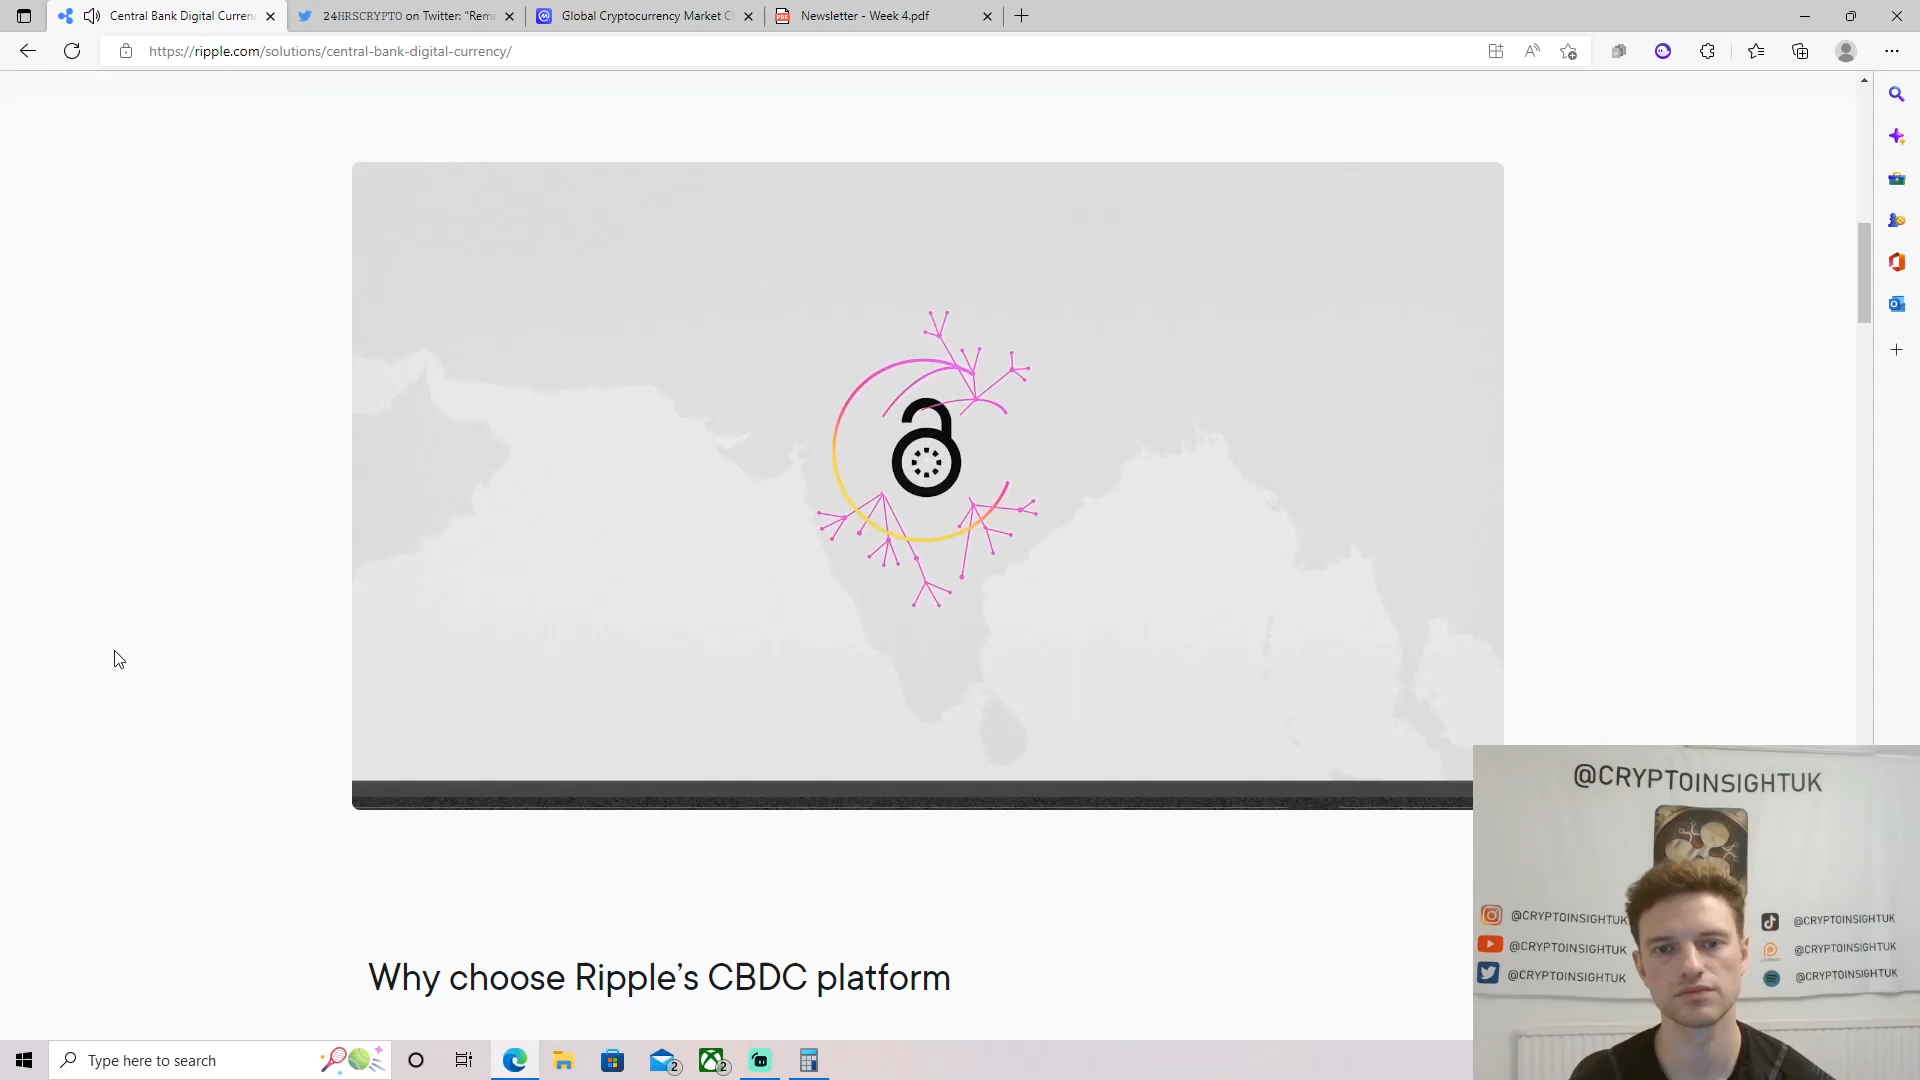 Central Bank Digital Curren
24HRSCRYPTO on Twitter: "Rem
Global Cryptocurrency Market C
Newsletter - Week 4.pdf
https://ripple.com/solutions/central-bank-digital-currency/
Why choose Ripple's CBDC platform
@CRYPTOINSIGHTUK
@CRYPTOINSIGHTUK
@CRYPTOINSIGHTUK
@CRYPTOINSIGHTUK
@CRYPTOINSIGHTUK
@CRYPTOINSIGHTUK
@CRYPTOINSIGHTUK
Type here to search
2
2